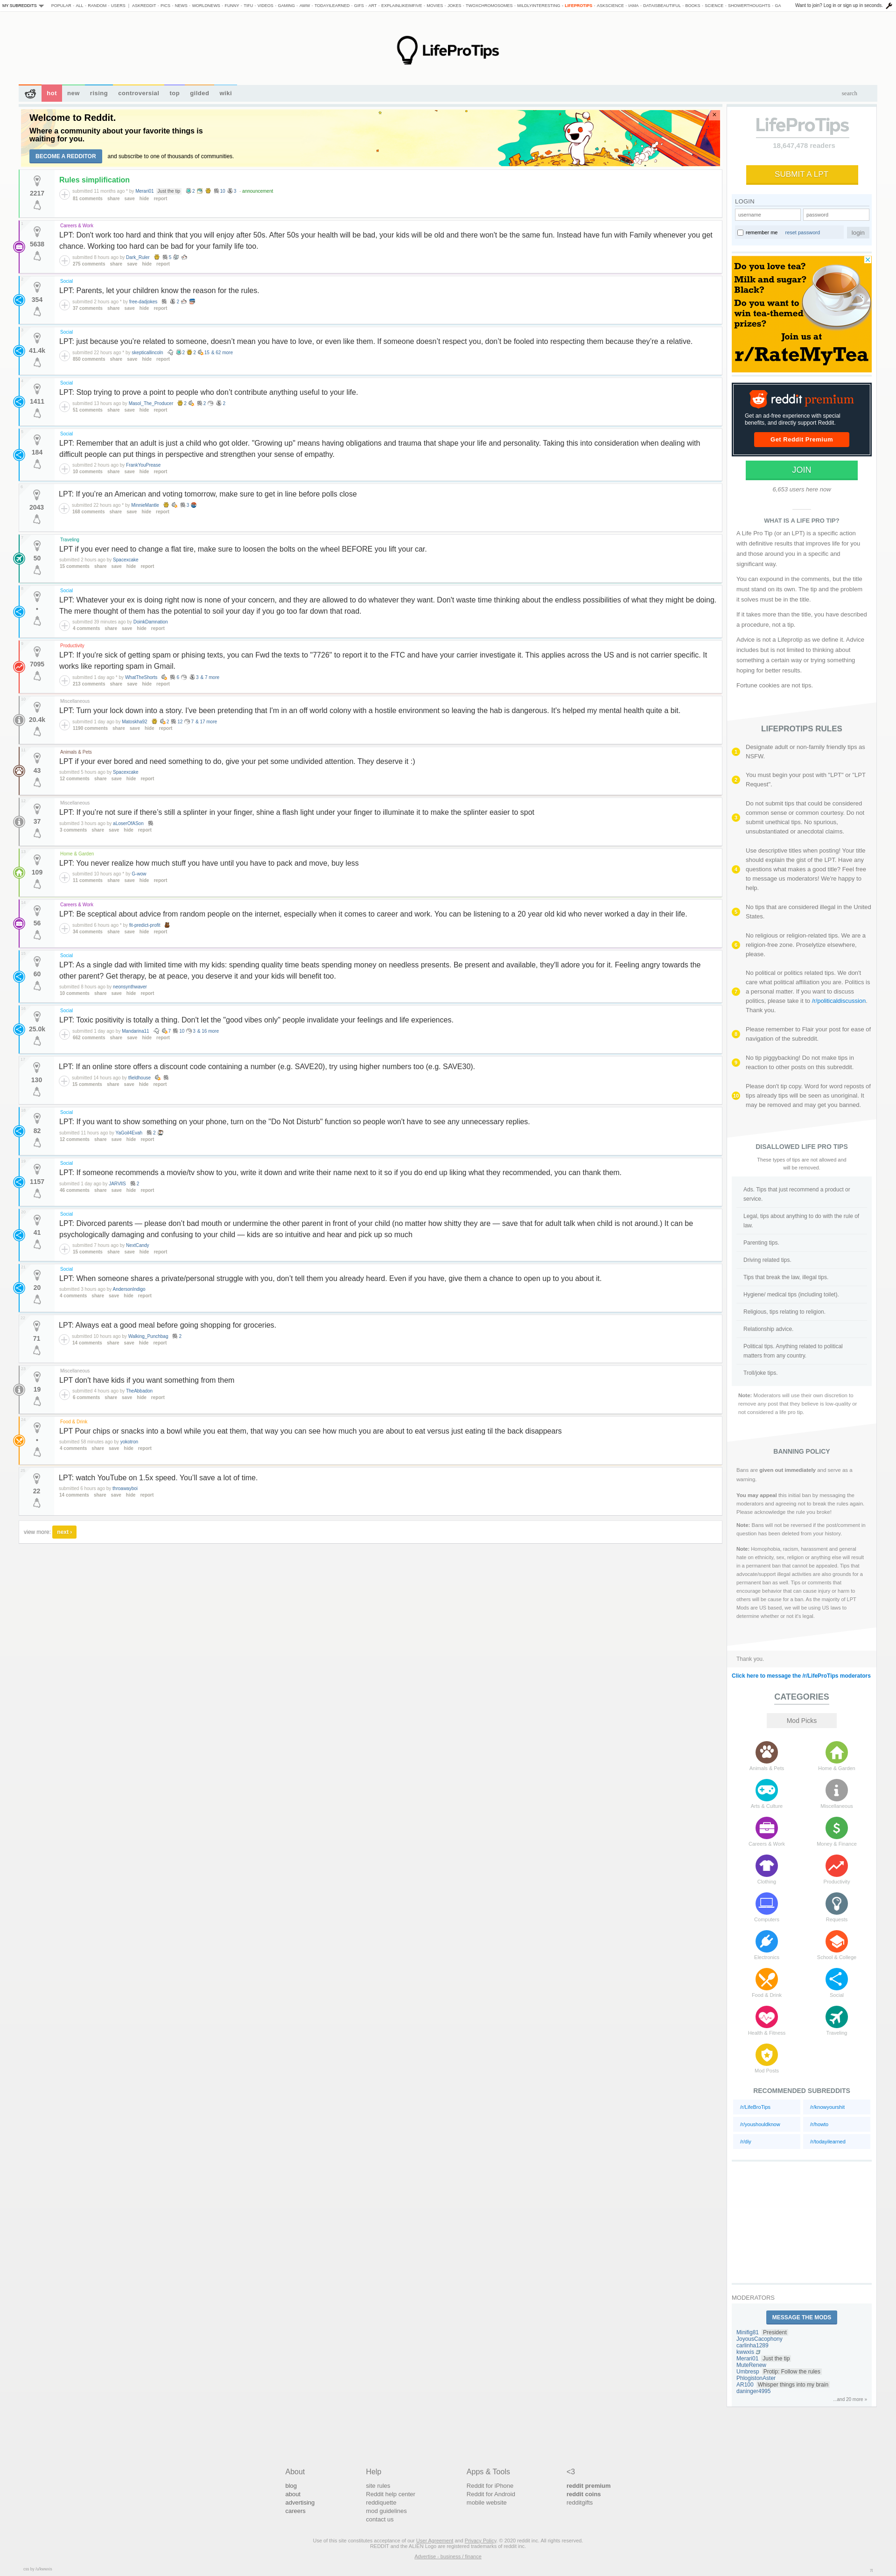 MY SUBREDDITS POPULAR - ALL - RANDOM - USERS | ASKREDDIT - PICS - NEWS - WORLDNEWS - FUNNY - TIFU - VIDEOS - GAMING - AWW - TODAYILEARNED - GIFS - ART - EXPLAINLIKEIMFIVE - MOVIES - JOKES - TWOXCHROMOSOMES - MILDLYINTERESTING - LIFEPROTIPS - ASKSCIENCE - IAMA - DATAISBEAUTIFUL - BOOKS - SCIENCE - SHOWERTHOUGHTS - GA
Want to join? Log in or sign up in seconds.
LifeProTips
hot new rising controversial top gilded wiki
search
Welcome to Reddit.
Where a community about your favorite things is
waiting for you.
BECOME A REDDITOR and subscribe to one of thousands of communities.
2217
Rules simplification
submitted 11 months ago * by Merari01 Just the tip 2 10 3 - announcement
81 comments share save hide report
Careers & Work
5638
LPT: Don't work too hard and think that you will enjoy after 50s. After 50s your health will be bad, your kids will be old and there won't be the same fun. Instead have fun with Family whenever you get
chance. Working too hard can be bad for your family life too.
submitted 8 hours ago by Dark_Ruler 5
275 comments share save hide report
Social
354
LPT: Parents, let your children know the reason for the rules.
submitted 2 hours ago * by free-dadjokes 2
37 comments share save hide report
Social
41.4k
LPT: just because you're related to someone, doesn't mean you have to love, or even like them. If someone doesn't respect you, don't be fooled into respecting them because they're a relative.
submitted 22 hours ago * by skepticallincoln 2 2 15 & 62 more
850 comments share save hide report
Social
1411
LPT: Stop trying to prove a point to people who don't contribute anything useful to your life.
submitted 13 hours ago by Masol_The_Producer 2 2 2
51 comments share save hide report
Social
184
LPT: Remember that an adult is just a child who got older. "Growing up" means having obligations and trauma that shape your life and personality. Taking this into consideration when dealing with
difficult people can put things in perspective and strengthen your sense of empathy.
submitted 2 hours ago by FrankYouPrease
10 comments share save hide report
2043
LPT: If you're an American and voting tomorrow, make sure to get in line before polls close
submitted 22 hours ago * by MinnieMantle 3
168 comments share save hide report
Traveling
50
LPT if you ever need to change a flat tire, make sure to loosen the bolts on the wheel BEFORE you lift your car.
submitted 2 hours ago by Spacexcake
15 comments share save hide report
Social
•
LPT: Whatever your ex is doing right now is none of your concern, and they are allowed to do whatever they want. Don't waste time thinking about the endless possibilities of what they might be doing.
The mere thought of them has the potential to soil your day if you go too far down that road.
submitted 39 minutes ago by DoinkDamnation
4 comments share save hide report
Productivity
7095
LPT: If you're sick of getting spam or phising texts, you can Fwd the texts to "7726" to report it to the FTC and have your carrier investigate it. This applies across the US and is not carrier specific. It
works like reporting spam in Gmail.
submitted 1 day ago * by WhatTheShorts 6 3 & 7 more
213 comments share save hide report
Miscellaneous
20.4k
LPT: Turn your lock down into a story. I've been pretending that I'm in an off world colony with a hostile environment so leaving the hab is dangerous. It's helped my mental health quite a bit.
submitted 1 day ago by Matoskha92 2 12 7 & 17 more
1190 comments share save hide report
Animals & Pets
43
LPT if your ever bored and need something to do, give your pet some undivided attention. They deserve it :)
submitted 5 hours ago by Spacexcake
12 comments share save hide report
Miscellaneous
37
LPT: If you're not sure if there's still a splinter in your finger, shine a flash light under your finger to illuminate it to make the splinter easier to spot
submitted 3 hours ago by aLoserOfASon
3 comments share save hide report
Home & Garden
109
LPT: You never realize how much stuff you have until you have to pack and move, buy less
submitted 10 hours ago by G-wow
11 comments share save hide report
Careers & Work
56
LPT: Be sceptical about advice from random people on the internet, especially when it comes to career and work. You can be listening to a 20 year old kid who never worked a day in their life.
submitted 8 hours ago * by th-predict-profit
34 comments share save hide report
Social
60
LPT: As a single dad with limited time with my kids: spending quality time beats spending money on needless presents. Be present and available, they'll adore you for it. Feeling angry towards the
other parent? Get therapy, be at peace, you deserve it and your kids will benefit too.
submitted 8 hours ago by neonsynthwaver
10 comments share save hide report
Social
25.0k
LPT: Toxic positivity is totally a thing. Don't let the "good vibes only" people invalidate your feelings and life experiences.
submitted 1 day ago by Mandarina11 7 10 3 & 16 more
602 comments share save hide report
130
LPT: If an online store offers a discount code containing a number (e.g. SAVE20), try using higher numbers too (e.g. SAVE30).
submitted 14 hours ago by Ifieldhouse
19 comments share save hide report
Social
82
LPT: If you want to show something on your phone, turn on the "Do Not Disturb" function so people won't have to see any unnecessary replies.
submitted 11 hours ago by YaGoil4Evah 2
12 comments share save hide report
Social
1157
LPT: If someone recommends a movie/tv show to you, write it down and write their name next to it so if you do end up liking what they recommended, you can thank them.
submitted 1 day ago by JARV65 2
46 comments share save hide report
Social
41
LPT: Divorced parents — please don't bad mouth or undermine the other parent in front of your child (no matter how shitty they are — save that for adult talk when child is not around.) It can be
psychologically damaging and confusing to your child — kids are so intuitive and hear and pick up so much
submitted 7 hours ago by NextCandy
15 comments share save hide report
Social
20
LPT: When someone shares a private/personal struggle with you, don't tell them you already heard. Even if you have, give them a chance to open up to you about it.
submitted 3 hours ago by AndersonIndigo
4 comments share save hide report
71
LPT: Always eat a good meal before going shopping for groceries.
submitted 10 hours ago by Walking_Punchbag 2
14 comments share save hide report
Miscellaneous
19
LPT don't have kids if you want something from them
submitted 4 hours ago by TheAbbadon
6 comments share save hide report
Food & Drink
•
LPT Pour chips or snacks into a bowl while you eat them, that way you can see how much you are about to eat versus just eating til the back disappears
submitted 56 minutes ago by yokotron
4 comments share save hide report
22
LPT: watch YouTube on 1.5x speed. You'll save a lot of time.
submitted 6 hours ago by throawayboi
14 comments share save hide report
view more: next ›
LifeProTips
18,647,478 readers
SUBMIT A LPT
LOGIN
username password
remember me reset password login
Do you love tea?
Milk and sugar?
Black?
Do you want to
win tea-themed
prizes?
Join us at
r/RateMyTea
reddit premium
Get an ad-free experience with special
benefits, and directly support Reddit.
Get Reddit Premium
JOIN
6,653 users here now
WHAT IS A LIFE PRO TIP?
A Life Pro Tip (or an LPT) is a specific action
with definitive results that improves life for you
and those around you in a specific and
significant way.
You can expound in the comments, but the title
must stand on its own. The tip and the problem
it solves must be in the title.
If it takes more than the title, you have described
a procedure, not a tip.
Advice is not a Lifeprotip as we define it. Advice
includes but is not limited to thinking about
something a certain way or trying something
hoping for better results.
Fortune cookies are not tips.
LIFEPROTIPS RULES
1 Designate adult or non-family friendly tips as
NSFW.
2 You must begin your post with "LPT" or "LPT
Request".
3 Do not submit tips that could be considered
common sense or common courtesy. Do not
submit unethical tips. No spurious,
unsubstantiated or anecdotal claims.
4 Use descriptive titles when posting! Your title
should explain the gist of the LPT. Have any
questions what makes a good title? Feel free
to message us moderators! We're happy to
help.
5 No tips that are considered illegal in the United
States.
6 No religious or religion-related tips. We are a
religion-free zone. Proselytize elsewhere,
please.
7 No political or politics related tips. We don't
care what political affiliation you are. Politics is
a personal matter. If you want to discuss
politics, please take it to /r/politicaldiscussion.
Thank you.
8 Please remember to Flair your post for ease of
navigation of the subreddit.
9 No tip piggybacking! Do not make tips in
reaction to other posts on this subreddit.
10 Please don't tip copy. Word for word reposts of
tips already tips will be seen as unoriginal. It
may be removed and may get you banned.
DISALLOWED LIFE PRO TIPS
These types of tips are not allowed and
will be removed.
Ads. Tips that just recommend a product or
service.
Legal, tips about anything to do with the rule of
law.
Parenting tips.
Driving related tips.
Tips that break the law, illegal tips.
Hygiene/ medical tips (including toilet).
Religious, tips relating to religion.
Relationship advice.
Political tips. Anything related to political
matters from any country.
Troll/joke tips.
Note: Moderators will use their own discretion to
remove any post that they believe is low-quality or
not considered a life pro tip.
BANNING POLICY
Bans are given out immediately and serve as a
warning.
You may appeal this initial ban by messaging the
moderators and agreeing not to break the rules again.
Please acknowledge the rule you broke!
Note: Bans will not be reversed if the post/comment in
question has been deleted from your history.
Note: Homophobia, racism, harassment and general
hate on ethnicity, sex, religion or anything else will result
in a permanent ban that cannot be appealed. Tips that
advocate/support illegal activities are also grounds for a
permanent ban as well. Tips or comments that
encourage behavior that can cause injury or harm to
others will be cause for a ban. As the majority of LPT
Mods are US based, we will be using US laws to
determine whether or not it's legal.
Thank you.
Click here to message the /r/LifeProTips moderators
CATEGORIES
Mod Picks
Animals & Pets Home & Garden
Arts & Culture Miscellaneous
Careers & Work Money & Finance
Clothing Productivity
Computers Requests
Electronics School & College
Food & Drink Social
Health & Fitness Traveling
Mod Posts
RECOMMENDED SUBREDDITS
/r/LifeBroTips /r/knowyourshit
/r/youshouldknow /r/howto
/r/diy /r/todayilearned
MODERATORS
MESSAGE THE MODS
Minifig81 President
JoyousCacophony
carlinha1289
kwwxis
Merari01 Just the tip
MuteRenew
Umbresp Protip: Follow the rules
PhlogistonAster
AR100 Whisper things into my brain
daninger4995
...and 20 more »
About
blog
about
advertising
careers
Help
site rules
Reddit help center
reddiquette
mod guidelines
contact us
Apps & Tools
Reddit for iPhone
Reddit for Android
mobile website
<3
reddit premium
reddit coins
redditgifts
Use of this site constitutes acceptance of our User Agreement and Privacy Policy. © 2020 reddit inc. All rights reserved.
REDDIT and the ALIEN Logo are registered trademarks of reddit inc.
Advertise - business / finance